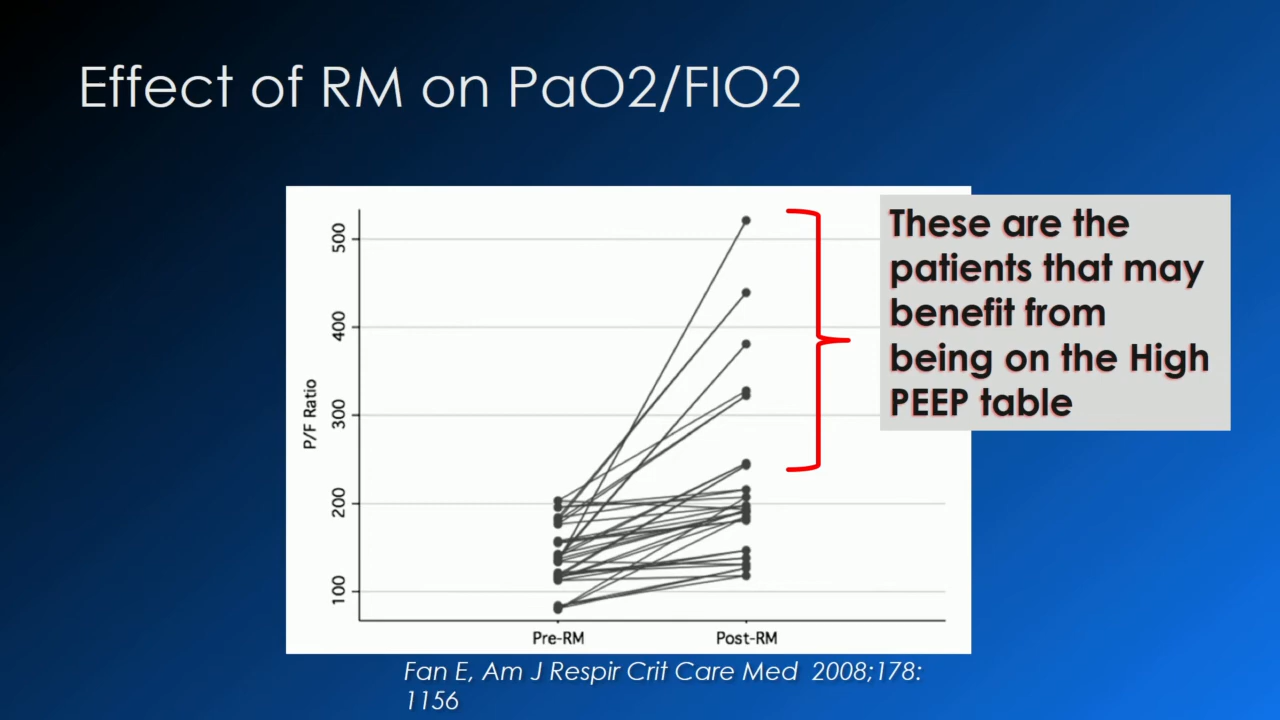 Effect of RM on PaO2/FIO2
500
400
300
200
100
P/F Ratio
Pre-RM
Post-RM
These are the
patients that may
benefit from
being on the High
PEEP table
Fan E, Am J Respir Crit Care Med 2008;178:
1156